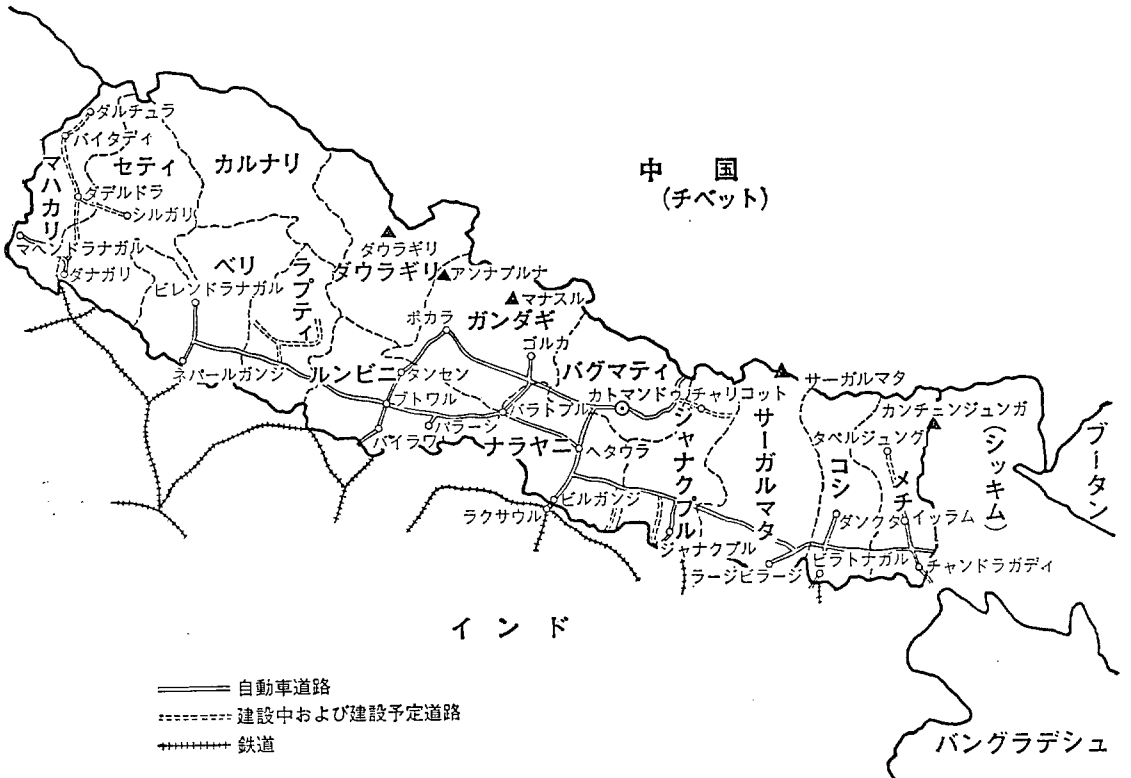 ダルチュラ
バイタディ
セティ
カルナリ
マハカリ
ダデルドラ
シルガリ
マヘンドラナガル
ダナガリ
ベリ
ビレンドラナガル
ラプティ
ダウラギリ
ダウラギリ
アンナプルナ
マナスル
ガンダギ
ポカラ
ゴルカ
ネパールガンジ
ルンビニ
タンセン
ブトワル
バラーシ
バイラワ
バラトプル
ナラヤニ
バグマティ
カトマンドゥ
チャリコット
ヘタウラ
ジャナクプル
サーガルマタ
サーガルマタ
カンチェンジュンガ
タペルジュング
コシ
メチ
(シッキム)
ブータン
ビルガンジ
ラクサウル
ジャナクプル
ラージビラージ
ダンクタ
イッラム
ビラトナガル
チャンドラガディ
中国
(チベット)
インド
バングラデシュ
自動車道路
建設中および建設予定道路
鉄道